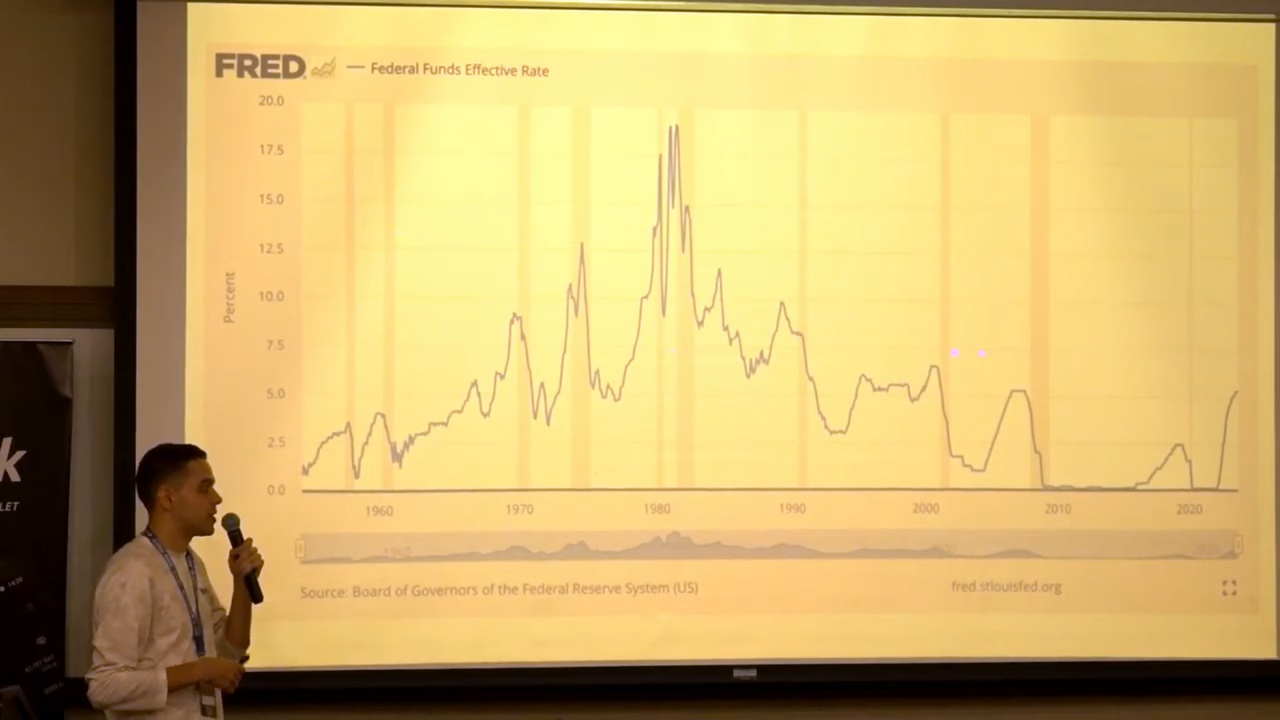 FRED
Federal Funds Effective Rate
20.0
17.5
15.0
12.5
10.0
7.5
5.0
2.5
0.0
Percent
1960
1970
1980
1990
2000
2010
2020
1960
Source: Board of Governors of the Federal Reserve System (US)
fred.stlouisfed.org
k
LET